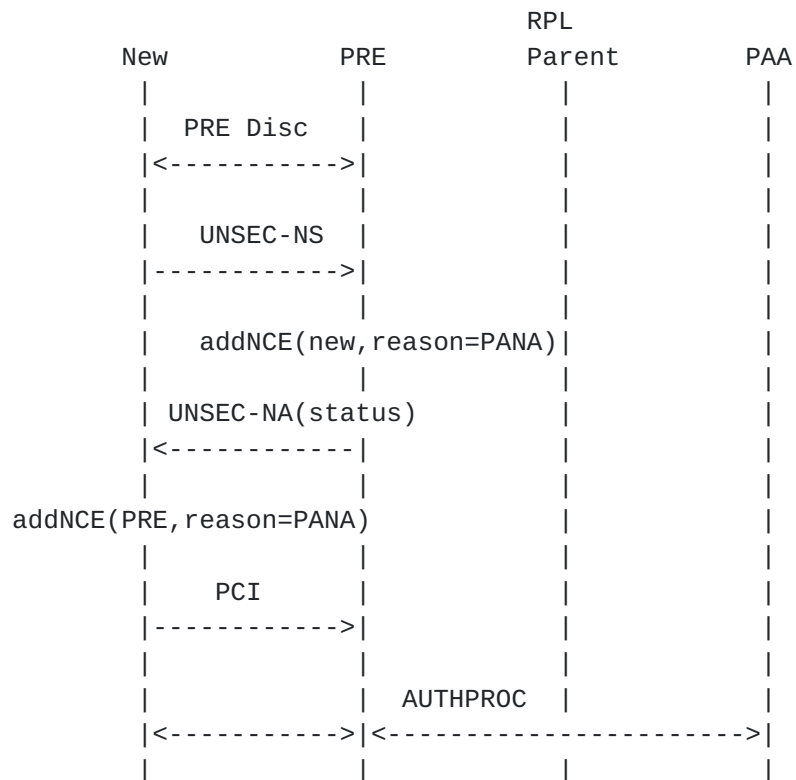 RPL
New PRE Parent PAA
| | | |
| PRE Disc | | |
|<----------->| | |
| | | |
| UNSEC-NS | | |
|------------>| | |
| | | |
| addNCE(new,reason=PANA)| |
| | | |
| UNSEC-NA(status) | |
|<------------| | |
| | | |
addNCE(PRE,reason=PANA) | |
| | | |
| PCI | | |
|------------>| | |
| | | |
| | AUTHPROC | |
|<----------->|<----------------------->|
| | | |